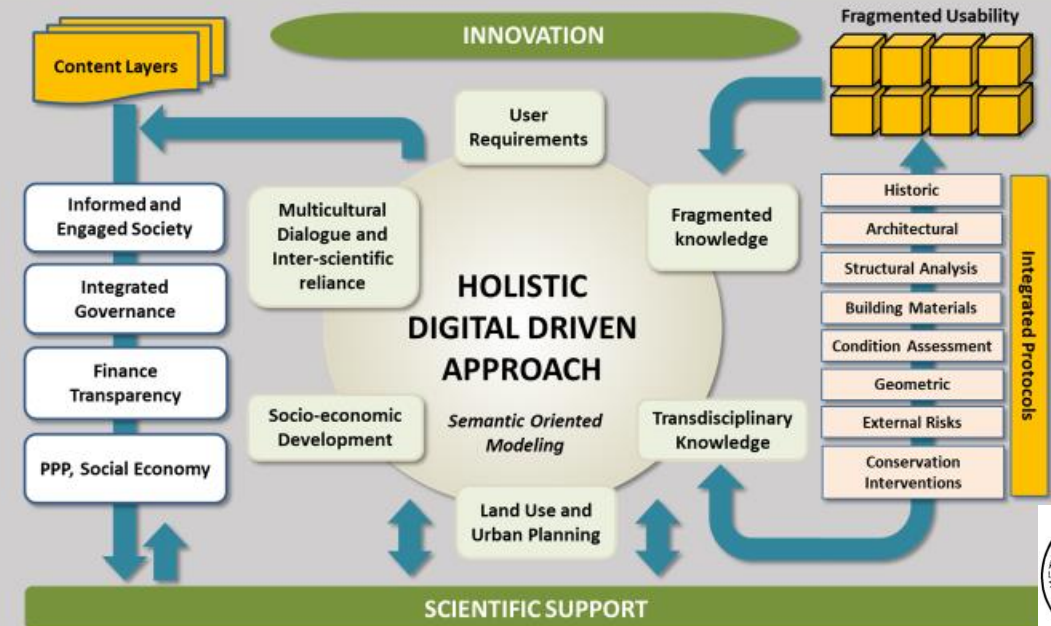 INNOVATION
Content Layers
Fragmented Usability
User
Requirements
Informed and
Engaged Society
Integrated
Governance
Finance
Transparency
PPP, Social Economy
Multicultural
Dialogue and
Inter-scientific
reliance
Socio-economic
Development
HOLISTIC
DIGITAL DRIVEN
APPROACH
Semantic Oriented
Modeling
Fragmented
knowledge
Transdisciplinary
Knowledge
Land Use and
Urban Planning
Historic
Architectural
Structural Analysis
Building Materials
Condition Assessment
Geometric
External Risks
Conservation
Interventions
Integrated Protocols
SCIENTIFIC SUPPORT